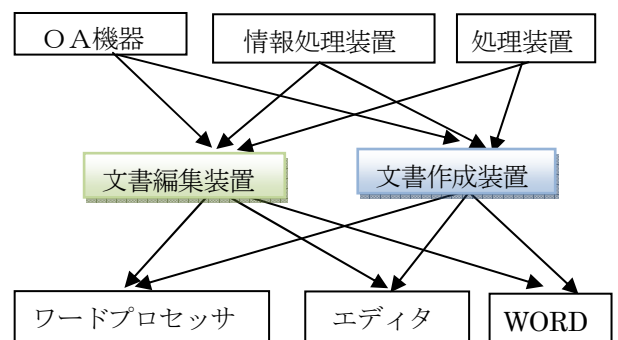 ＯＡ機器
情報処理装置
処理装置
文書編集装置
文書作成装置
ワードプロセッサ
エディタ
WORD